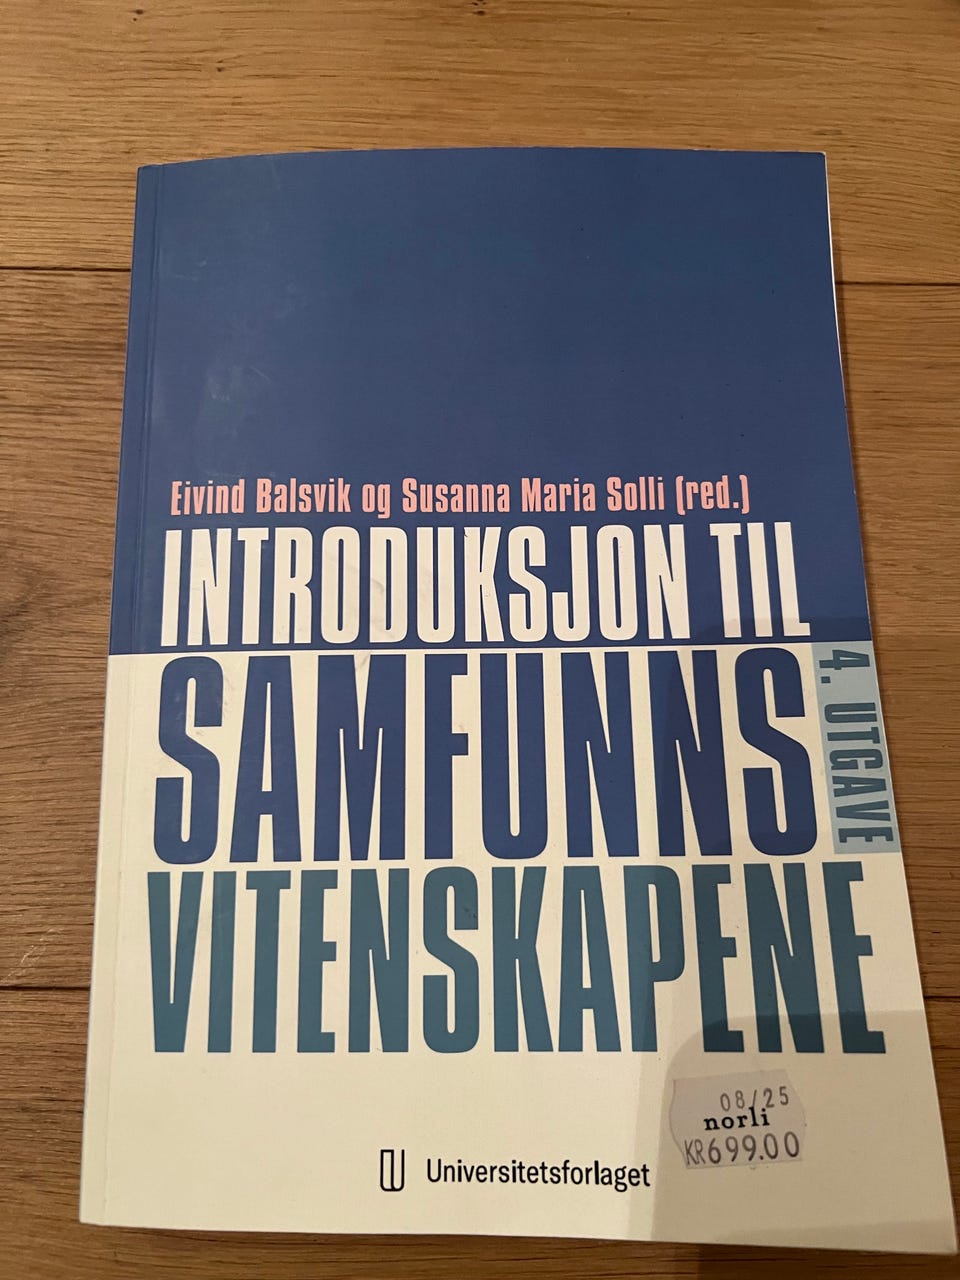 Eivind Balsvik og Susanna Maria Solli (red.)
INTRODUKSJON TIL
SAMFUNNS
VITENSKAPENE
4. UTGAVE
08/25
norli
KR699.00
Universitetsforlaget